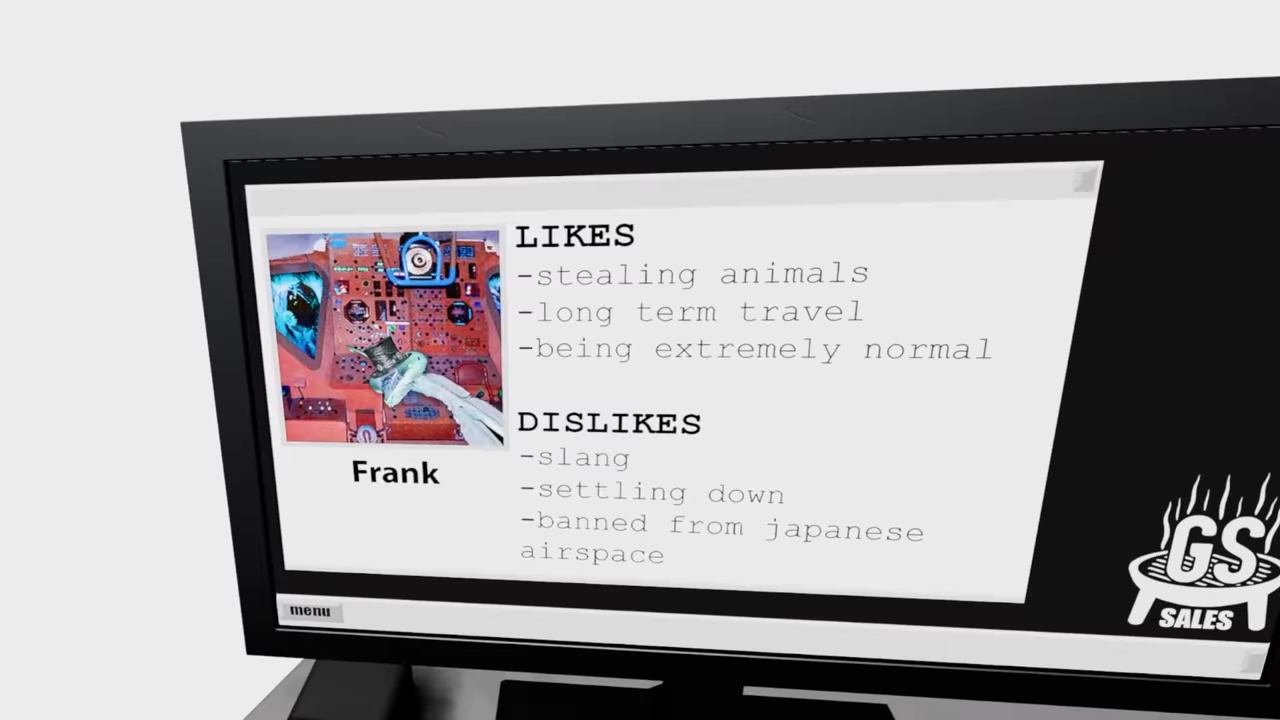 LIKES
-stealing animals
-long term travel
-being extremely normal
DISLIKES
-slang
-settling down
-banned from japanese
airspace
Frank
menu
GS
SALES